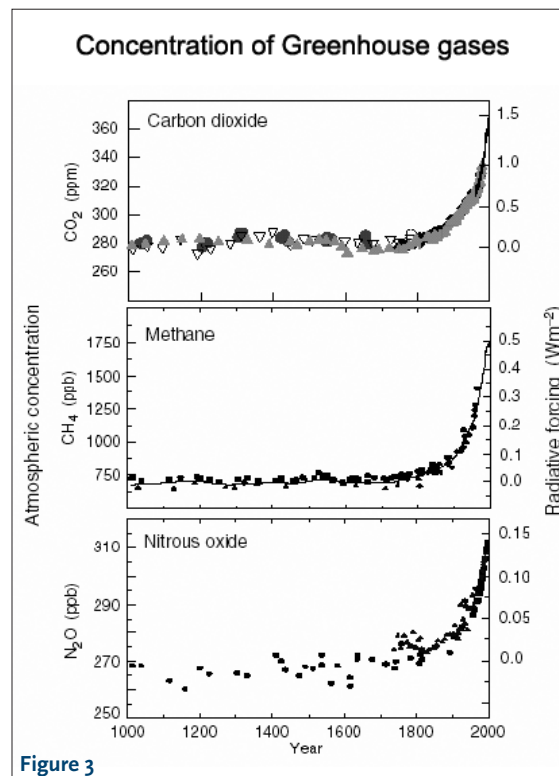 Concentration of Greenhouse gases
Atmospheric concentration
Radiative forcing (Wm⁻²)
Carbon dioxide
CO₂ (ppm)
360
340
320
300
280
260
1.5
1.0
0.5
0.0
Methane
CH₄ (ppb)
1750
1500
1250
1000
750
0.5
0.4
0.3
0.2
0.1
0.0
Nitrous oxide
N₂O (ppb)
310
290
270
250
0.15
0.10
0.05
0.0
1000 1200 1400 1600 1800 2000
Year
Figure 3